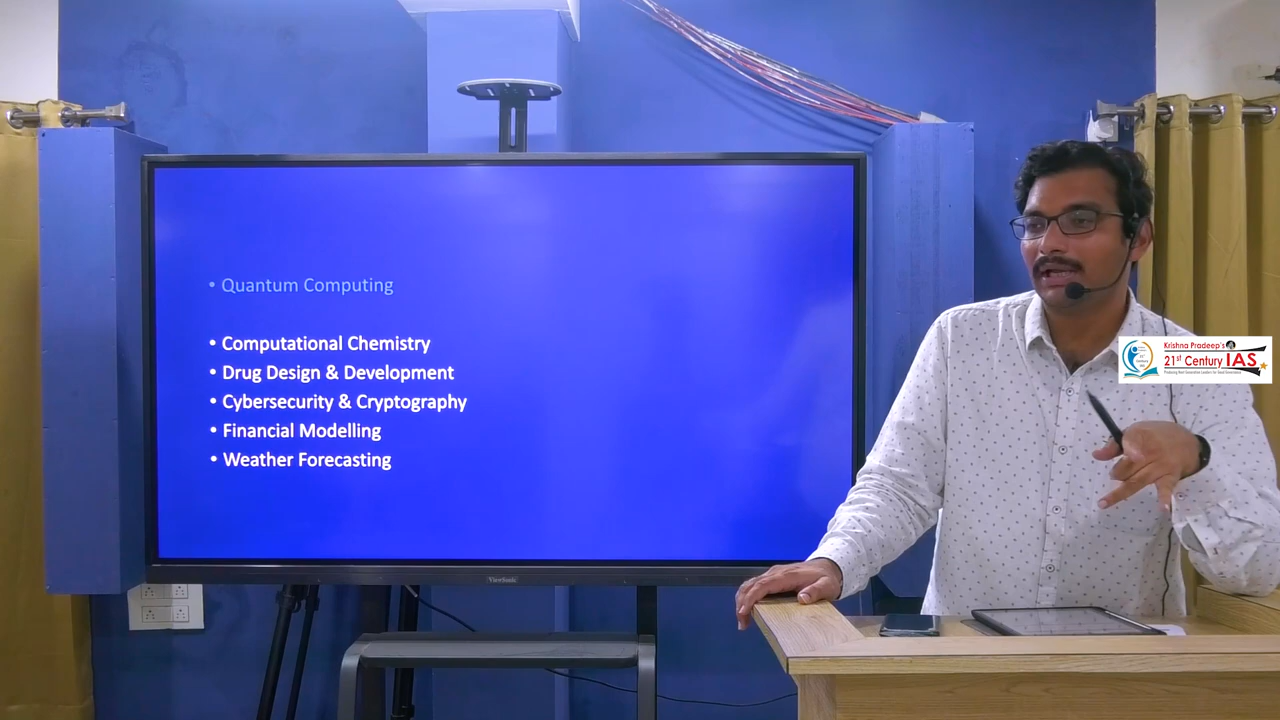 • Quantum Computing
• Computational Chemistry
• Drug Design & Development
• Cybersecurity & Cryptography
• Financial Modelling
• Weather Forecasting
ViewSonic
Krishna Pradeep's
21st Century IAS